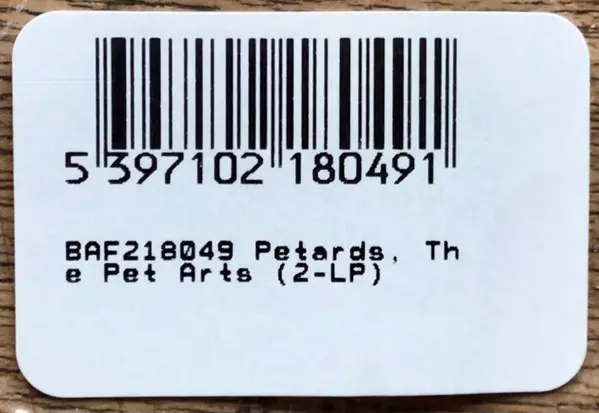 5 397102 180491
BAF218049 Petards, Th
e Pet Arts (2-LP)